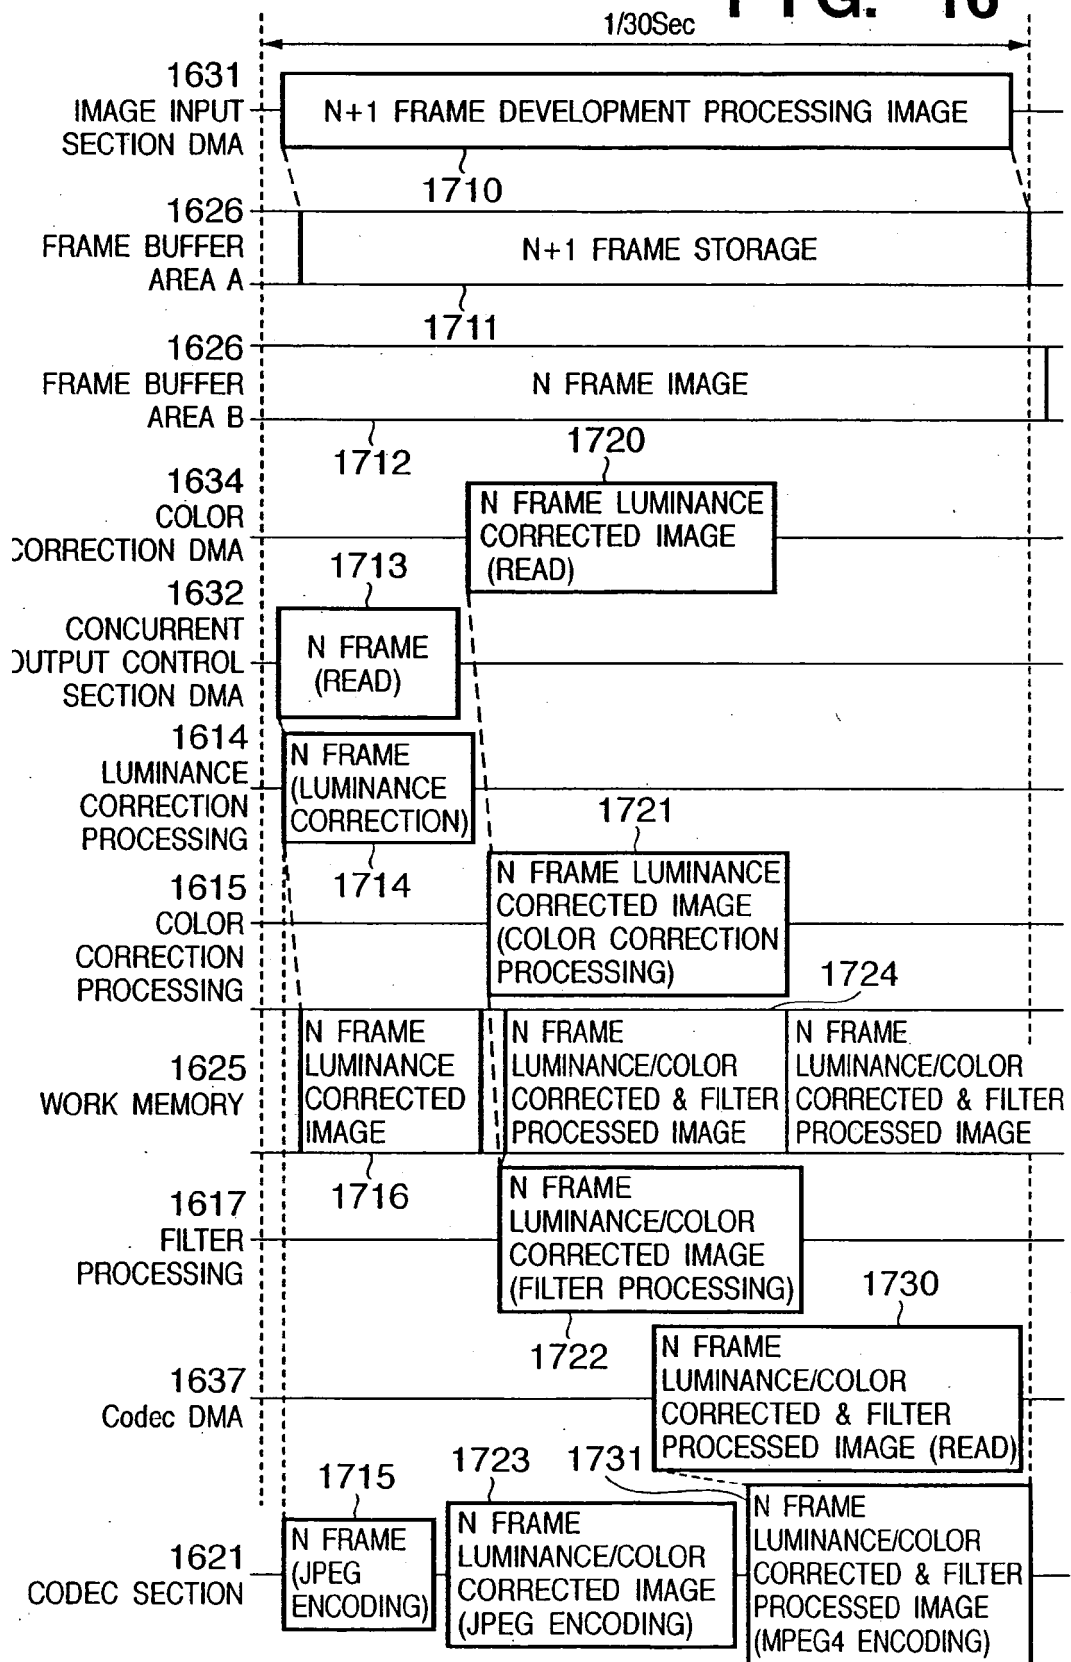 FIG. 16
1/30Sec
1631
IMAGE INPUT
SECTION DMA
N+1 FRAME DEVELOPMENT PROCESSING IMAGE
1710
1626
FRAME BUFFER
AREA A
N+1 FRAME STORAGE
1711
1626
FRAME BUFFER
AREA B
N FRAME IMAGE
1712
1720
1634
COLOR
CORRECTION DMA
N FRAME LUMINANCE
CORRECTED IMAGE
(READ)
1713
1632
CONCURRENT
OUTPUT CONTROL
SECTION DMA
N FRAME
(READ)
1614
LUMINANCE
CORRECTION
PROCESSING
N FRAME
(LUMINANCE
CORRECTION)
1714
1721
1615
COLOR
CORRECTION
PROCESSING
N FRAME LUMINANCE
CORRECTED IMAGE
(COLOR CORRECTION
PROCESSING)
1724
1625
WORK MEMORY
N FRAME
LUMINANCE
CORRECTED
IMAGE
N FRAME
LUMINANCE/COLOR
CORRECTED & FILTER
PROCESSED IMAGE
N FRAME
LUMINANCE/COLOR
CORRECTED & FILTER
PROCESSED IMAGE
1716
1617
FILTER
PROCESSING
N FRAME
LUMINANCE/COLOR
CORRECTED IMAGE
(FILTER PROCESSING)
1722
1730
1637
Codec DMA
N FRAME
LUMINANCE/COLOR
CORRECTED & FILTER
PROCESSED IMAGE (READ)
1715
1723
1731
1621
CODEC SECTION
N FRAME
(JPEG
ENCODING)
N FRAME
LUMINANCE/COLOR
CORRECTED IMAGE
(JPEG ENCODING)
N FRAME
LUMINANCE/COLOR
CORRECTED & FILTER
PROCESSED IMAGE
(MPEG4 ENCODING)